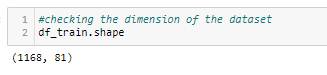 1 #checking the dimension of the dataset
2 df_train.shape
(1168, 81)